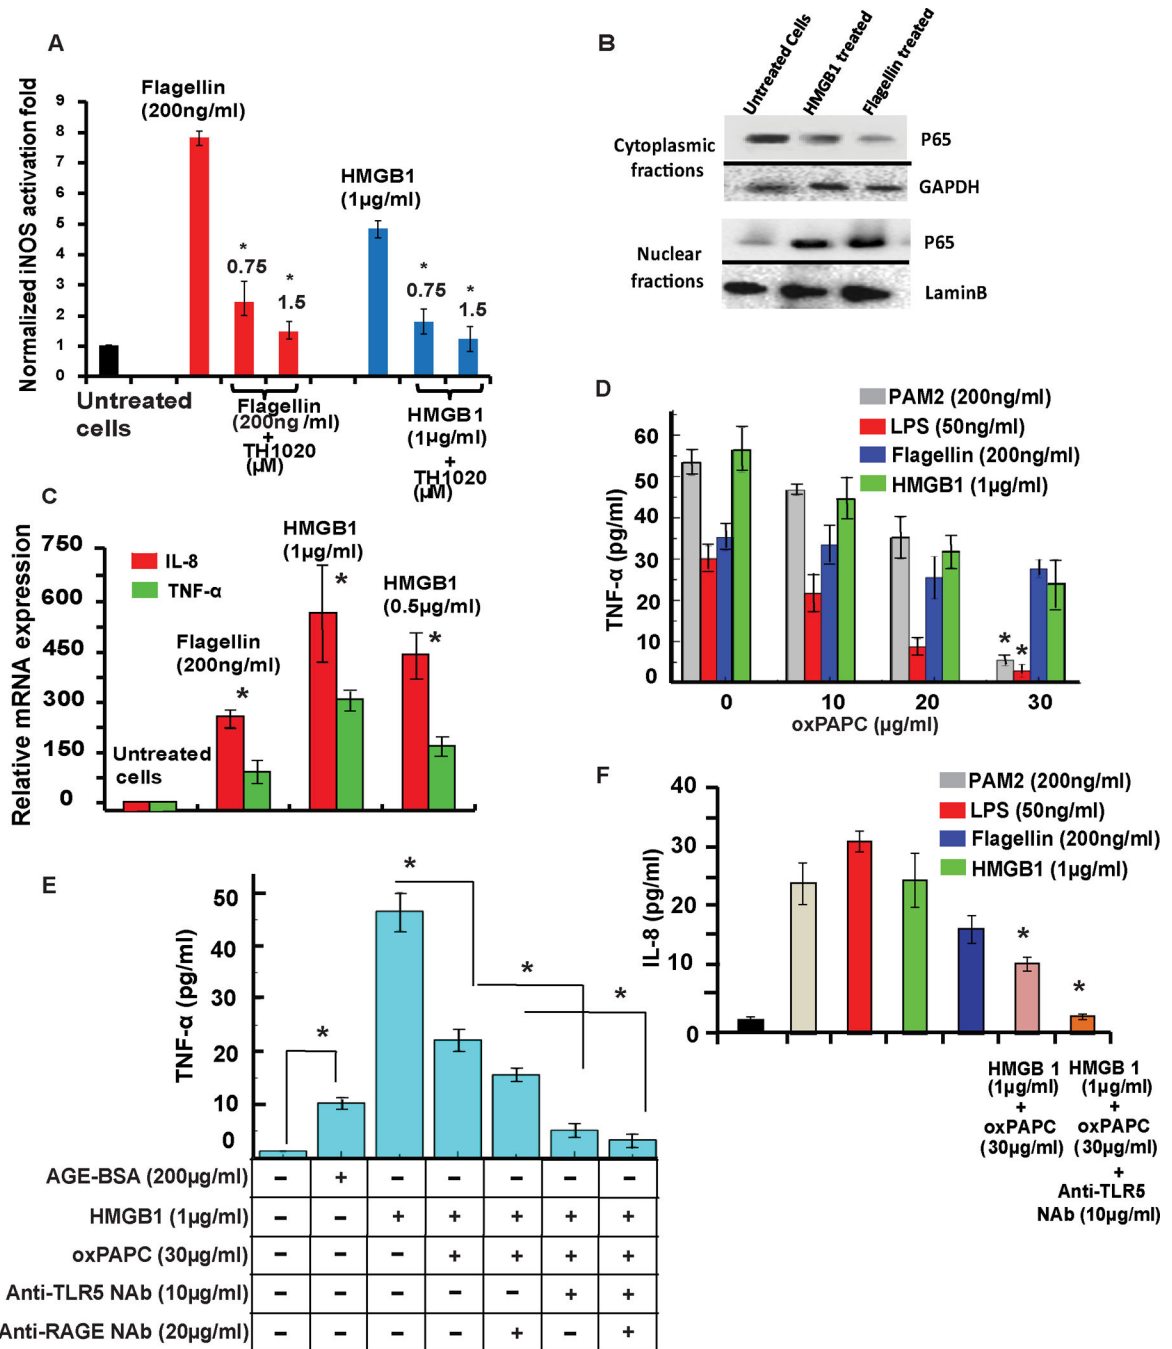 A
Normalized iNOS activation fold
9
8
7
6
5
4
3
2
1
0
Flagellin
(200ng/ml)
*
0.75
*
1.5
HMGB1
(1µg/ml)
*
0.75
*
1.5
Untreated
cells
Flagellin
(200ng /ml)
+
TH1020
(µM)
HMGB1
(1µg/ml)
+
TH1020
(µM)
B
Untreated Cells
HMGB1 treated
Flagellin treated
Cytoplasmic
fractions
P65
GAPDH
Nuclear
fractions
P65
LaminB
C
Relative mRNA expression
750
600
450
300
150
0
IL-8
TNF-α
Untreated
cells
Flagellin
(200ng/ml)
*
HMGB1
(1µg/ml)
*
HMGB1
(0.5µg/ml)
*
D
TNF-α (pg/ml)
60
50
40
30
20
10
0
PAM2 (200ng/ml)
LPS (50ng/ml)
Flagellin (200ng/ml)
HMGB1 (1µg/ml)
*
*
0
10
20
30
oxPAPC (µg/ml)
E
TNF-α (pg/ml)
50
40
30
20
10
0
*
*
*
*
AGE-BSA (200µg/ml) − + − − − − −
HMGB1 (1µg/ml) − − + + + + +
oxPAPC (30µg/ml) − − − + + + +
Anti-TLR5 NAb (10µg/ml) − − − − − + +
Anti-RAGE NAb (20µg/ml) − − − − + − +
F
IL-8 (pg/ml)
40
30
20
10
0
PAM2 (200ng/ml)
LPS (50ng/ml)
Flagellin (200ng/ml)
HMGB1 (1µg/ml)
*
*
HMGB 1
(1µg/ml)
+
oxPAPC
(30µg/ml)
HMGB 1
(1µg/ml)
+
oxPAPC
(30µg/ml)
+
Anti-TLR5
NAb (10µg/ml)